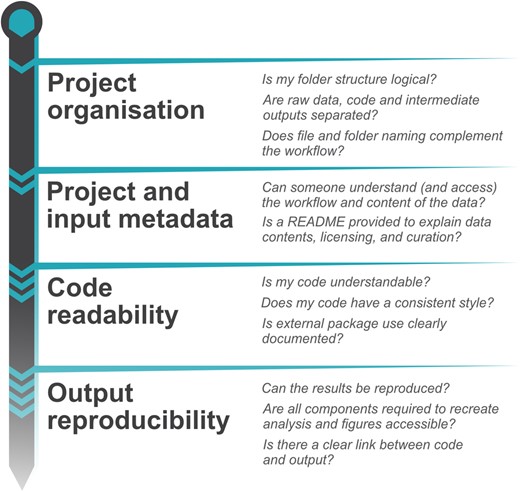 Project
organisation
Is my folder structure logical?
Are raw data, code and intermediate
outputs separated?
Does file and folder naming complement
the workflow?
Project and
input metadata
Can someone understand (and access)
the workflow and content of the data?
Is a README provided to explain data
contents, licensing, and curation?
Code
readability
Is my code understandable?
Does my code have a consistent style?
Is external package use clearly
documented?
Output
reproducibility
Can the results be reproduced?
Are all components required to recreate
analysis and figures accessible?
Is there a clear link between code
and output?